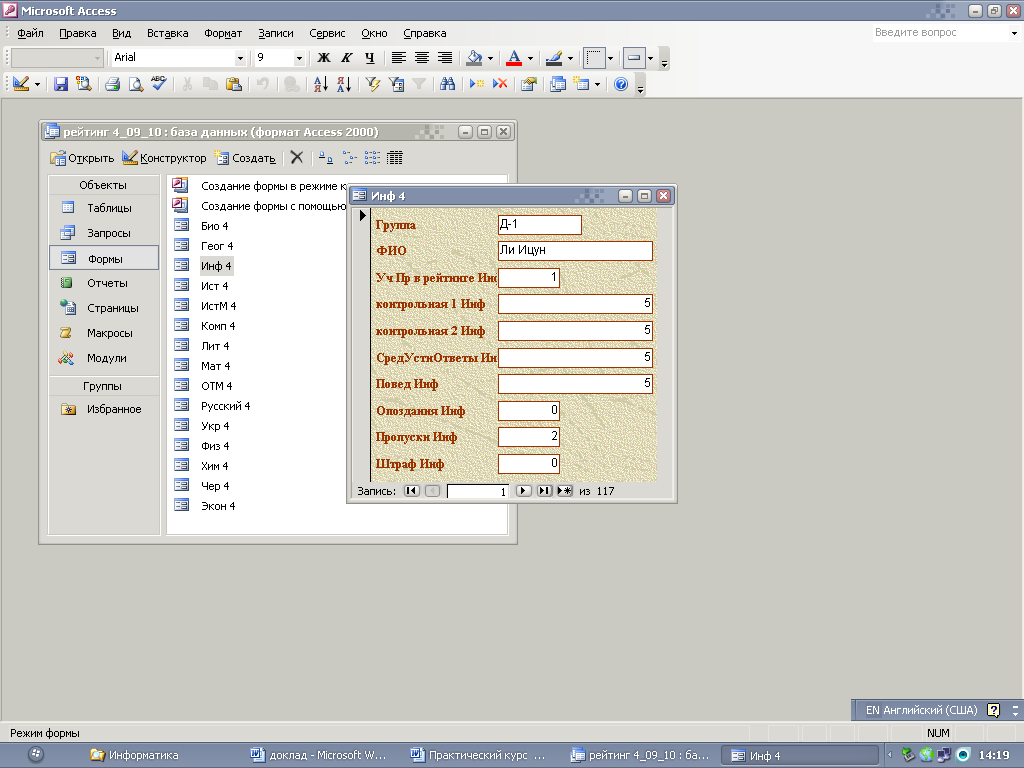 Microsoft Access
Файл Правка Вид Вставка Формат Записи Сервис Окно Справка Введите вопрос
Arial 9 Ж К Ч
рейтинг 4_09_10 : база данных (формат Access 2000)
Открыть Конструктор Создать
Объекты
Таблицы
Запросы
Формы
Отчеты
Страницы
Макросы
Модули
Группы
Избранное
Создание формы в режиме к
Создание формы с помощью
Био 4
Геог 4
Инф 4
Ист 4
ИстМ 4
Комп 4
Лит 4
Мат 4
ОТМ 4
Русский 4
Укр 4
Физ 4
Хим 4
Чер 4
Экон 4
Инф 4
Группа Д-1
ФИО Ли Ицун
Уч Пр в рейтинге Инф 1
контрольная 1 Инф 5
контрольная 2 Инф 5
СредУстнОтветы Ин 5
Повед Инф 5
Опоздания Инф 0
Пропуски Инф 2
Штраф Инф 0
Запись: 1 из 117
EN Английский (США)
Режим формы NUM
Информатика доклад - Microsoft W... Практический курс ... рейтинг 4_09_10 : ба... Инф 4 14:19